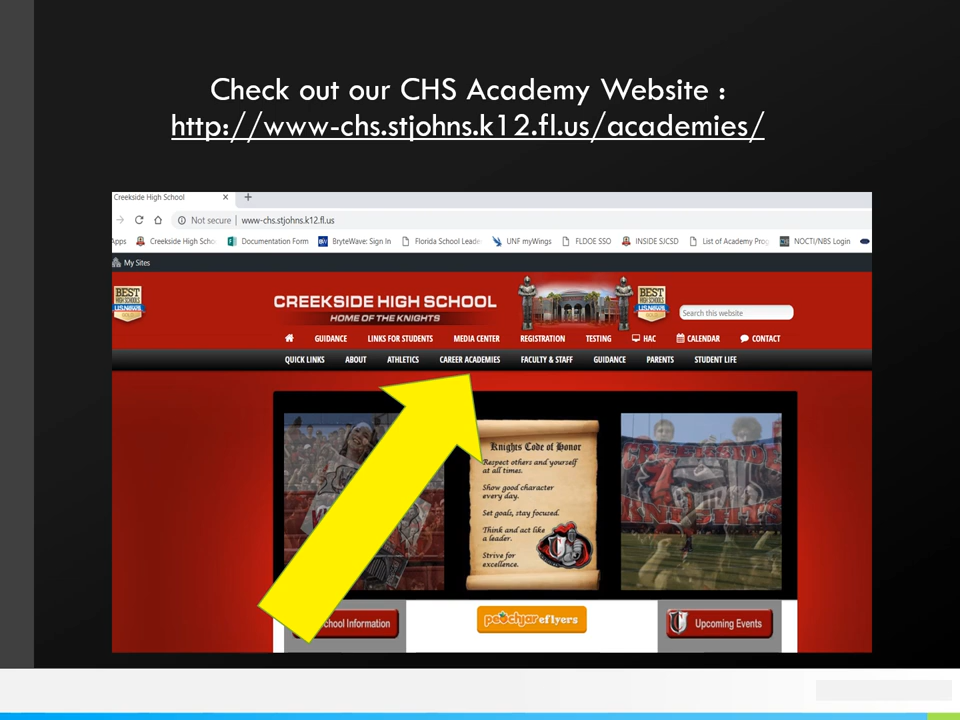 Check out our CHS Academy Website :
http://www-chs.stjohns.k12.fl.us/academies/
Creekside High School
Not secure | www-chs.stjohns.k12.fl.us
Apps Creekside High Scho Documentation Form BryteWave: Sign In Florida School Leade UNF myWings FLDOE SSO INSIDE SJCSD List of Academy Prog NOCTI/NBS Login
My Sites
BEST
HIGH SCHOOLS
CREEKSIDE HIGH SCHOOL
HOME OF THE KNIGHTS
BEST
HIGH SCHOOLS
Search this website
GUIDANCE LINKS FOR STUDENTS MEDIA CENTER REGISTRATION TESTING HAC CALENDAR CONTACT
QUICK LINKS ABOUT ATHLETICS CAREER ACADEMIES FACULTY & STAFF GUIDANCE PARENTS STUDENT LIFE
Knights Code of Honor
Respect others and yourself
at all times.
Show good character
every day.
Set goals, stay focused.
Think and act like
a leader.
Strive for
excellence.
CREEKSIDE
KNIGHTS
School Information
peachjar eflyers
Upcoming Events